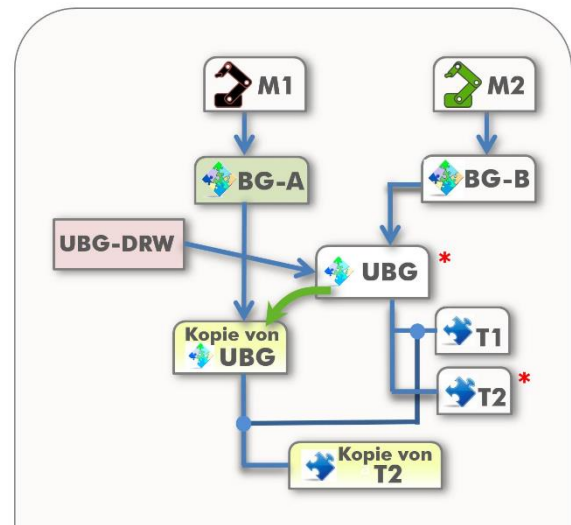 M1
M2
BG-A
BG-B
UBG-DRW
UBG *
Kopie von
UBG
T1
T2 *
Kopie von
T2